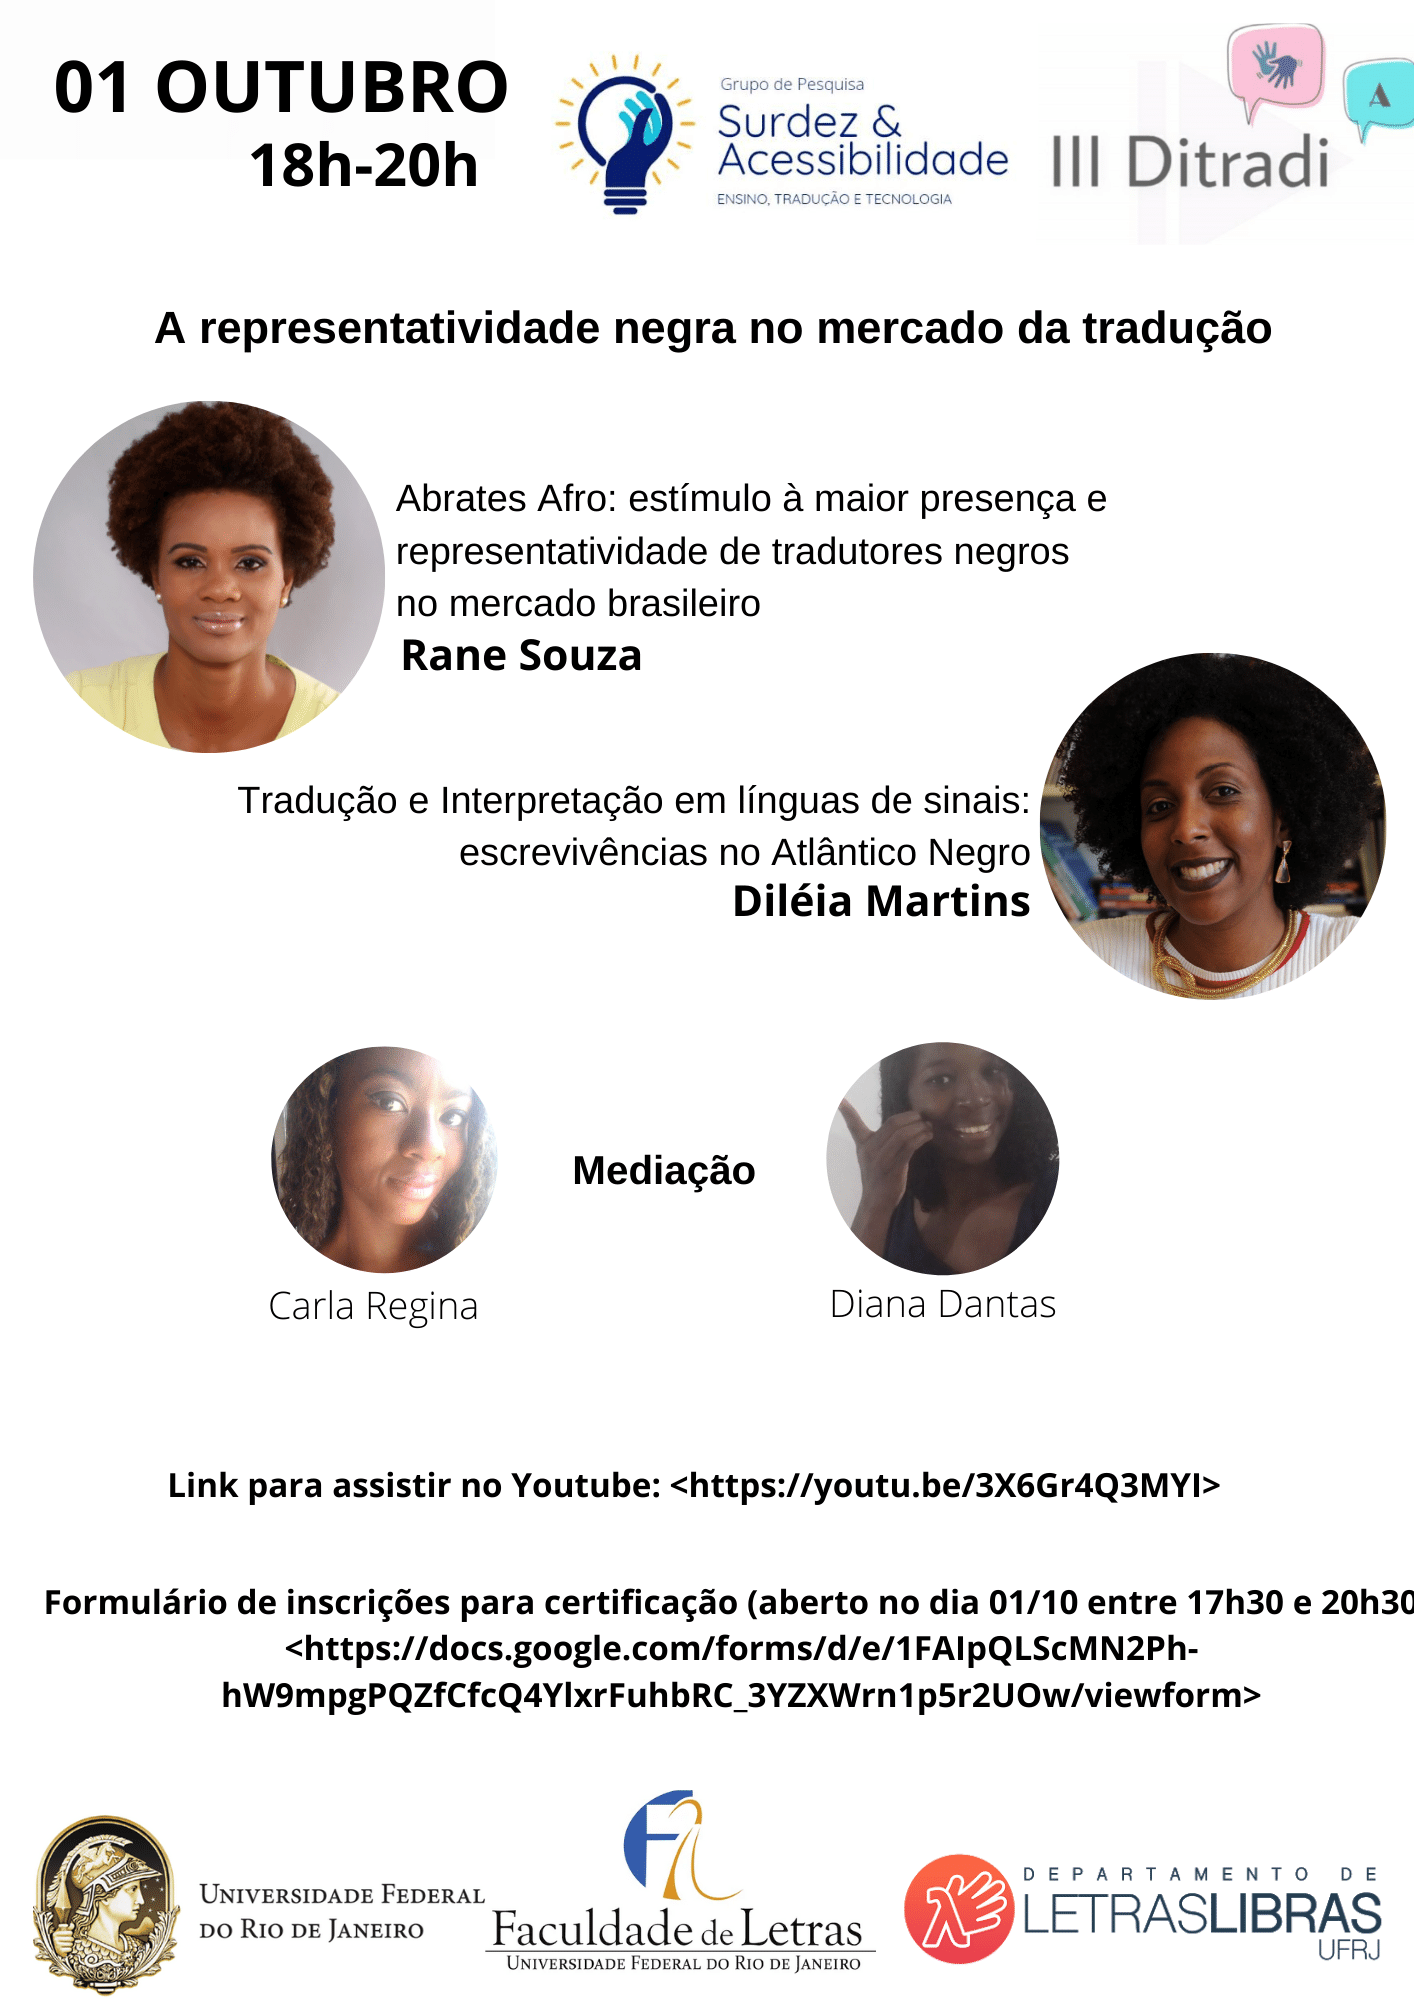 01 OUTUBRO
18h-20h
Grupo de Pesquisa
Surdez &
Acessibilidade
ENSINO, TRADUÇÃO E TECNOLOGIA
A
III Ditradi
A representatividade negra no mercado da tradução
Abrates Afro: estímulo à maior presença e
representatividade de tradutores negros
no mercado brasileiro
Rane Souza
Tradução e Interpretação em línguas de sinais:
escrevivências no Atlântico Negro
Diléia Martins
Mediação
Carla Regina
Diana Dantas
Link para assistir no Youtube: <https://youtu.be/3X6Gr4Q3MYI>
Formulário de inscrições para certificação (aberto no dia 01/10 entre 17h30 e 20h30
<https://docs.google.com/forms/d/e/1FAIpQLScMN2Ph-
hW9mpgPQZfCfcQ4YlxrFuhbRC_3YZXWrn1p5r2UOw/viewform>
UNIVERSIDADE FEDERAL
DO RIO DE JANEIRO
Faculdade de Letras
UNIVERSIDADE FEDERAL DO RIO DE JANEIRO
DEPARTAMENTO DE
LETRASLIBRAS
UFRJ